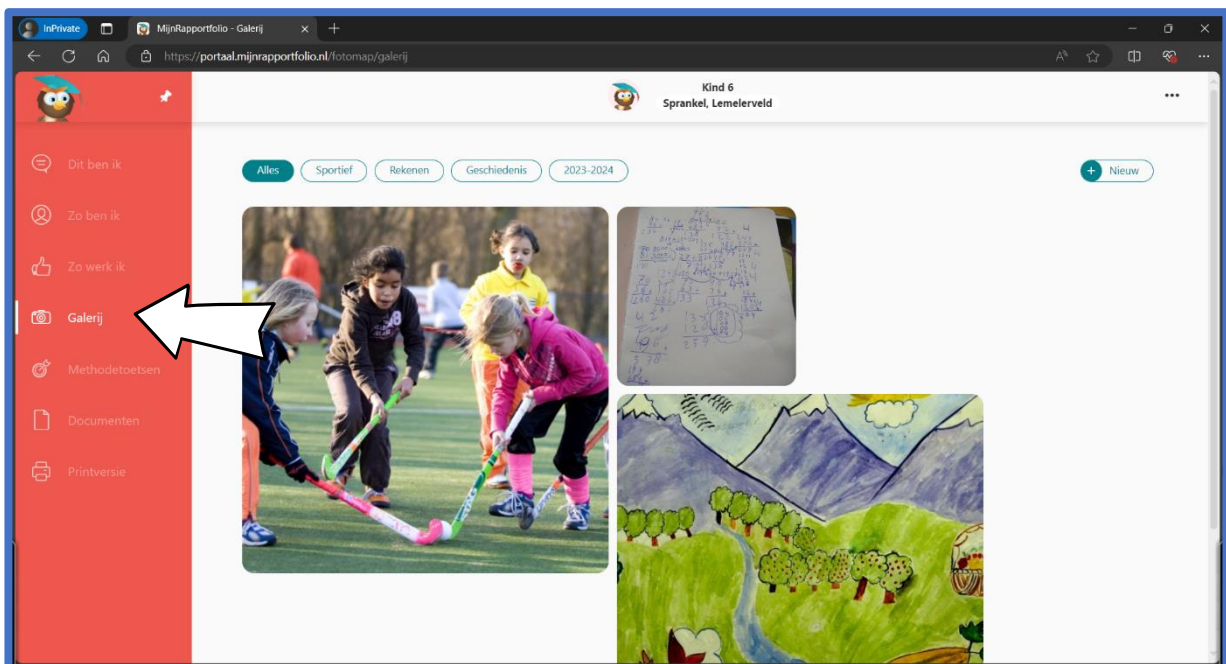 InPrivate
MijnRapportfolio - Galerij
https://portaal.mijnrapportfolio.nl/fotomap/galerij
Kind 6
Sprankel, Lemelerveld
Dit ben ik
Zo ben ik
Zo werk ik
Galerij
Methodetoetsen
Documenten
Printversie
Alles
Sportief
Rekenen
Geschiedenis
2023-2024
+ Nieuw